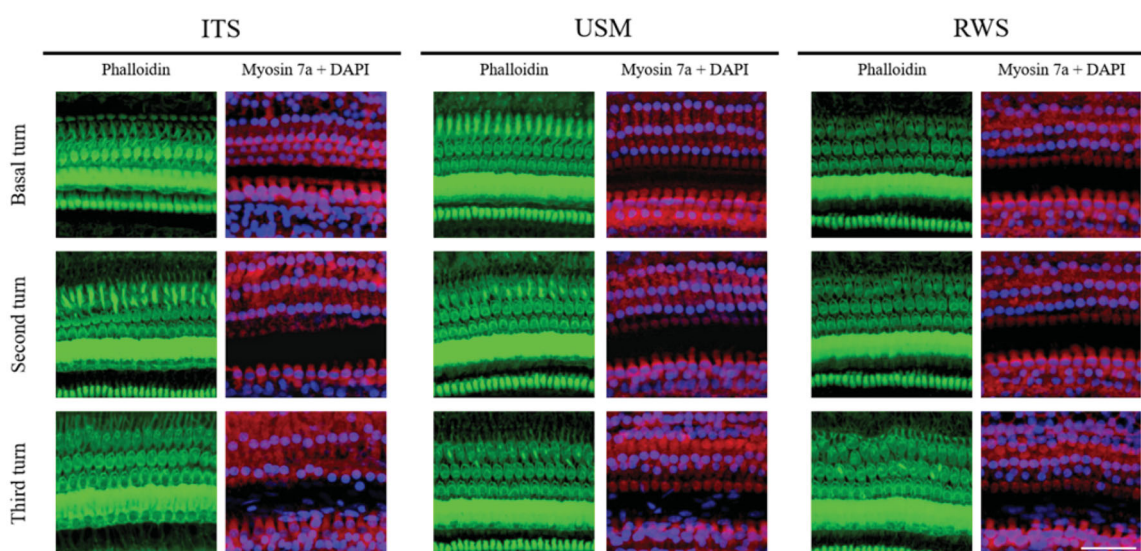 ITS USM RWS
Phalloidin Myosin 7a + DAPI Phalloidin Myosin 7a + DAPI Phalloidin Myosin 7a + DAPI
Basal turn
Second turn
Third turn